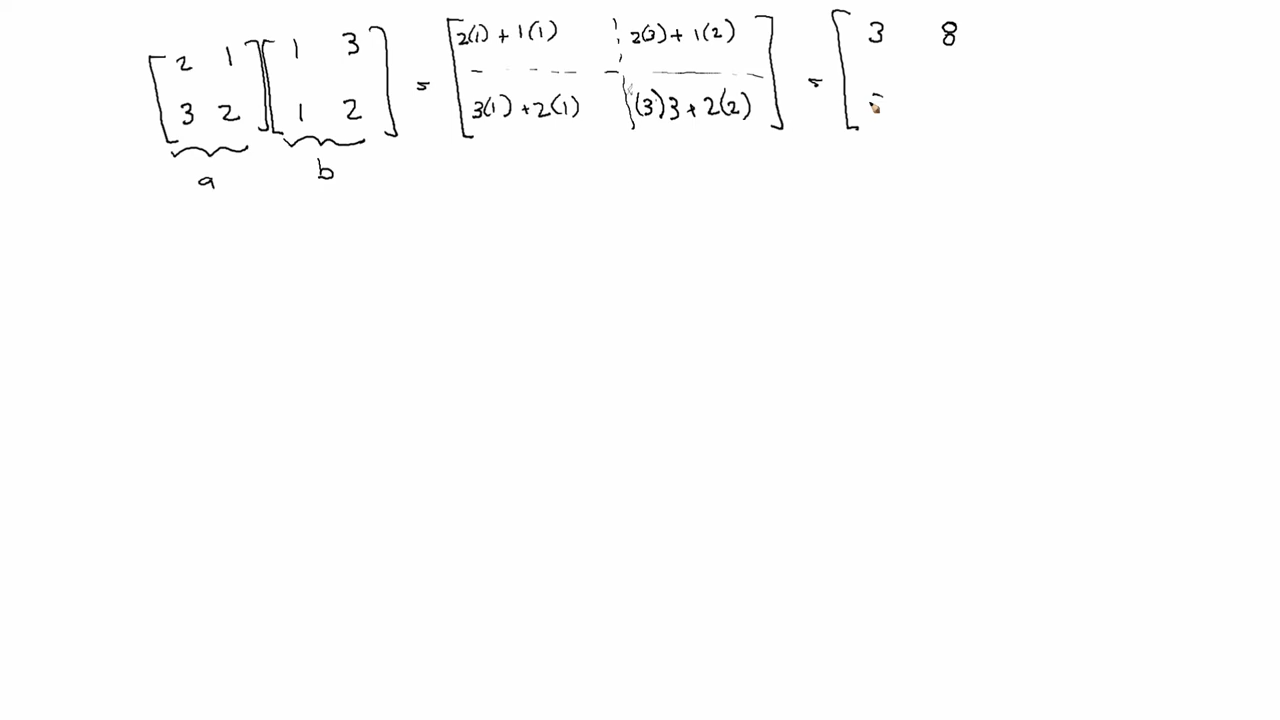 [2 1] [1 3] = [2(1) + 1(1) 2(3) + 1(2)] = [3 8
[3 2] [1 2] [3(1) + 2(1) (3)3 + 2(2)]
a b